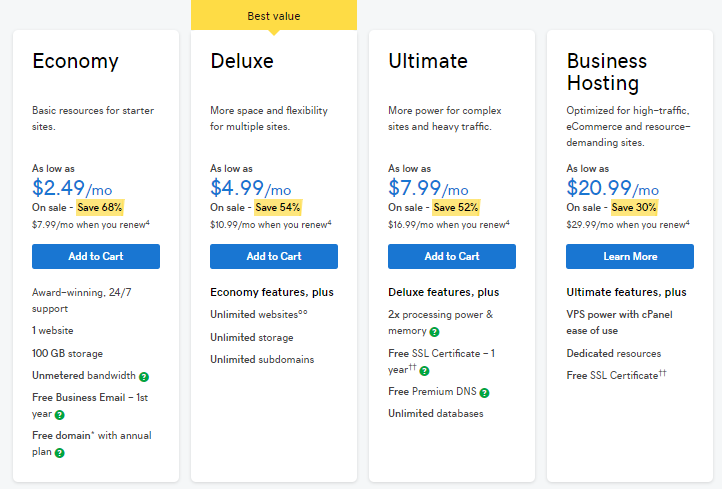 Best value
Economy
Basic resources for starter
sites.
As low as
$2.49/mo
On sale - Save 68%
$7.99/mo when you renew⁴
Add to Cart
Award-winning, 24/7
support
1 website
100 GB storage
Unmetered bandwidth ?
Free Business Email – 1st
year ?
Free domain* with annual
plan ?
Deluxe
More space and flexibility
for multiple sites.
As low as
$4.99/mo
On sale - Save 54%
$10.99/mo when you renew⁴
Add to Cart
Economy features, plus
Unlimited websites°°
Unlimited storage
Unlimited subdomains
Ultimate
More power for complex
sites and heavy traffic.
As low as
$7.99/mo
On sale - Save 52%
$16.99/mo when you renew⁴
Add to Cart
Deluxe features, plus
2x processing power &
memory ?
Free SSL Certificate – 1
year†† ?
Free Premium DNS ?
Unlimited databases
Business
Hosting
Optimized for high-traffic,
eCommerce and resource-
demanding sites.
As low as
$20.99/mo
On sale - Save 30%
$29.99/mo when you renew⁴
Learn More
Ultimate features, plus
VPS power with cPanel
ease of use
Dedicated resources
Free SSL Certificate††